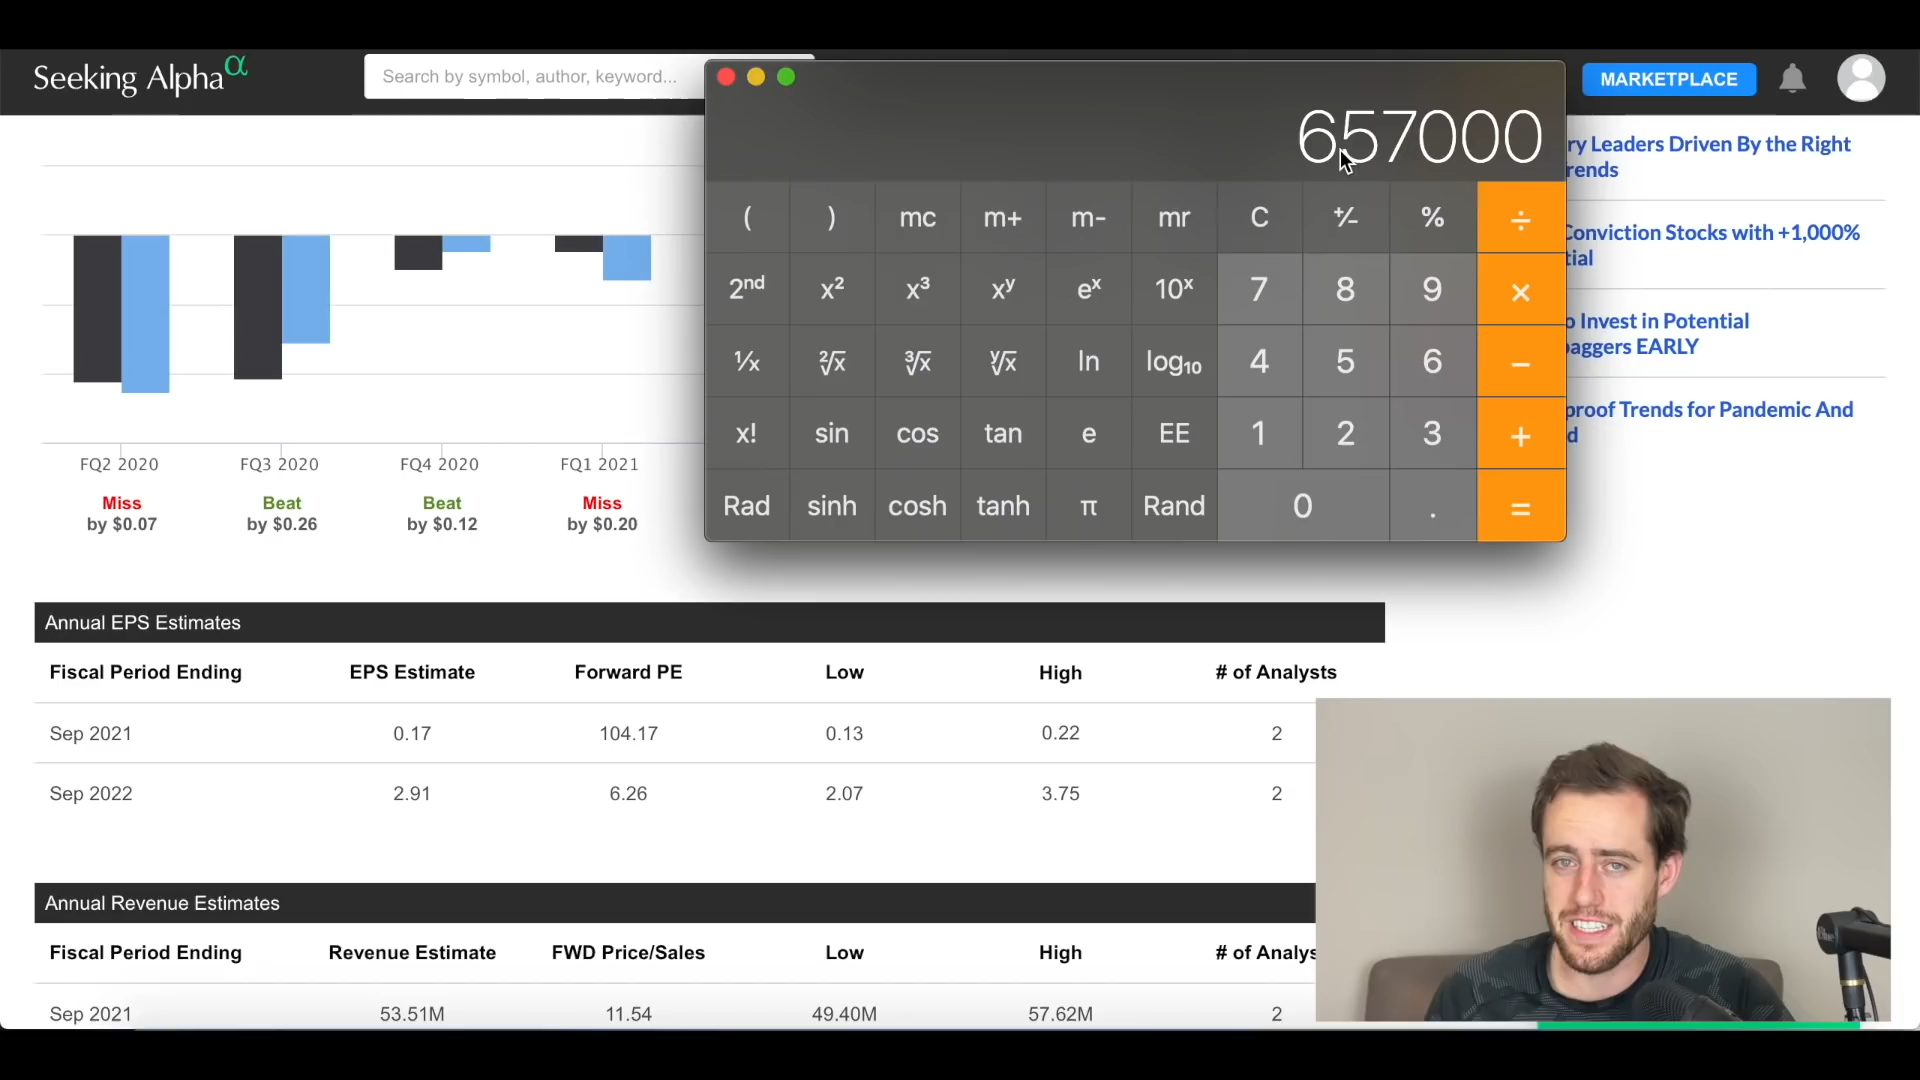 Seeking Alpha α
Search by symbol, author, keyword...
MARKETPLACE
657000
( ) mc m+ m- mr C +/- % ÷
2nd x² x³ xʸ eˣ 10ˣ 7 8 9 ×
1/x ²√x ³√x ʸ√x ln log₁₀ 4 5 6 −
x! sin cos tan e EE 1 2 3 +
Rad sinh cosh tanh π Rand 0 . =
ry Leaders Driven By the Right
rends
Conviction Stocks with +1,000%
tial
o Invest in Potential
baggers EARLY
proof Trends for Pandemic And
d
FQ2 2020 FQ3 2020 FQ4 2020 FQ1 2021
Miss Beat Beat Miss
by $0.07 by $0.26 by $0.12 by $0.20
Annual EPS Estimates
Fiscal Period Ending EPS Estimate Forward PE Low High # of Analysts
Sep 2021 0.17 104.17 0.13 0.22 2
Sep 2022 2.91 6.26 2.07 3.75 2
Annual Revenue Estimates
Fiscal Period Ending Revenue Estimate FWD Price/Sales Low High # of Analys
Sep 2021 53.51M 11.54 49.40M 57.62M 2